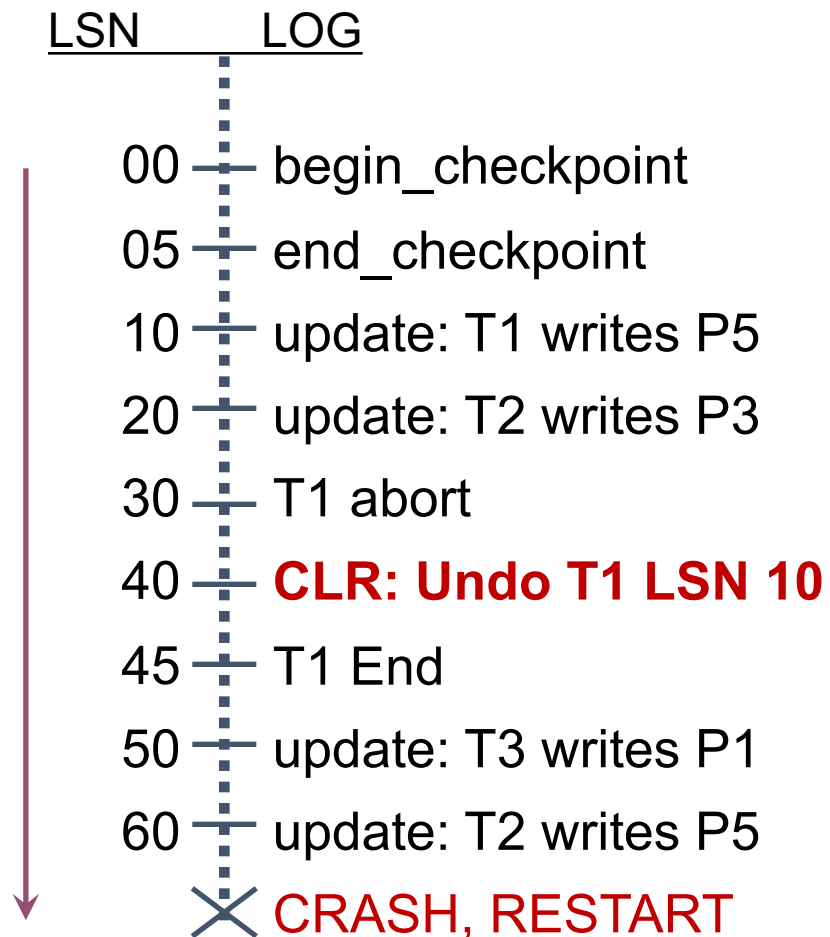 LSN LOG
00 begin_checkpoint
05 end_checkpoint
10 update: T1 writes P5
20 update: T2 writes P3
30 T1 abort
40 CLR: Undo T1 LSN 10
45 T1 End
50 update: T3 writes P1
60 update: T2 writes P5
CRASH, RESTART